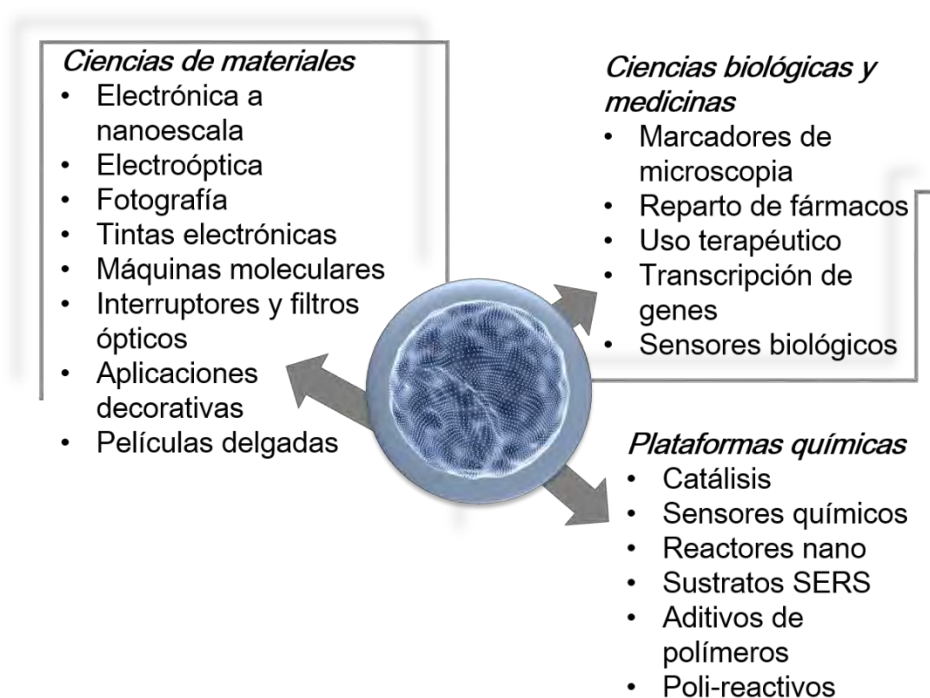 Ciencias de materiales
• Electrónica a
nanoescala
• Electroóptica
• Fotografía
• Tintas electrónicas
• Máquinas moleculares
• Interruptores y filtros
ópticos
• Aplicaciones
decorativas
• Películas delgadas
Ciencias biológicas y
medicinas
• Marcadores de
microscopia
• Reparto de fármacos
• Uso terapéutico
• Transcripción de
genes
• Sensores biológicos
Plataformas químicas
• Catálisis
• Sensores químicos
• Reactores nano
• Sustratos SERS
• Aditivos de
polímeros
• Poli-reactivos